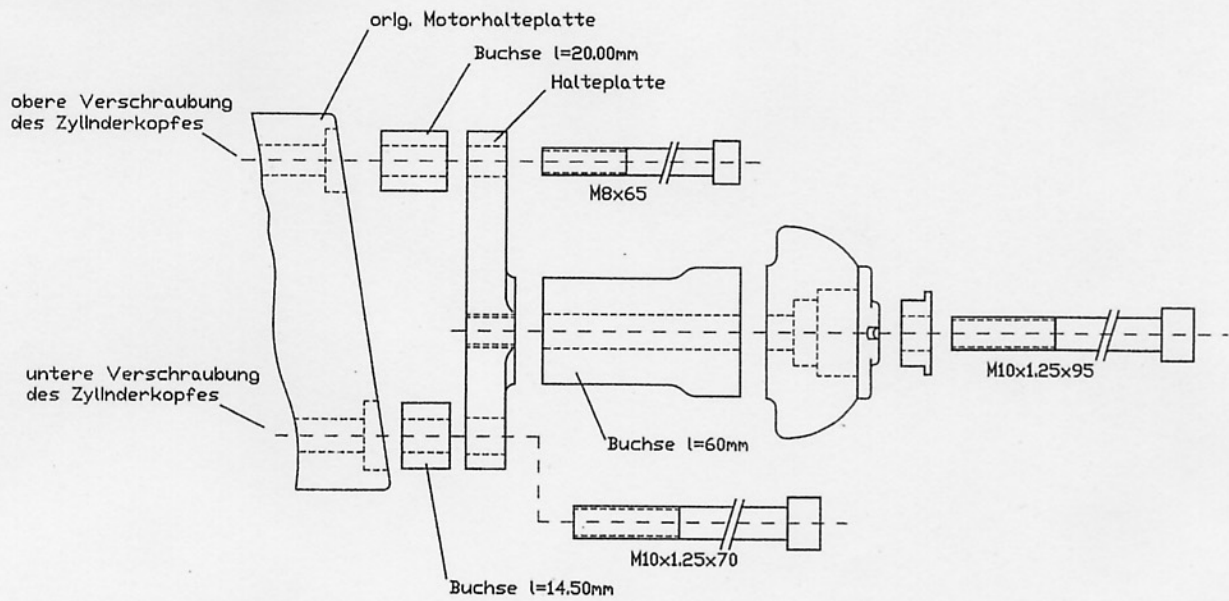 orig. Motorhalteplatte
Buchse l=20.00mm
Halteplatte
obere Verschraubung
des Zylinderkopfes
M8x65
untere Verschraubung
des Zylinderkopfes
M10x1.25x95
Buchse l=60mm
M10x1.25x70
Buchse l=14.50mm